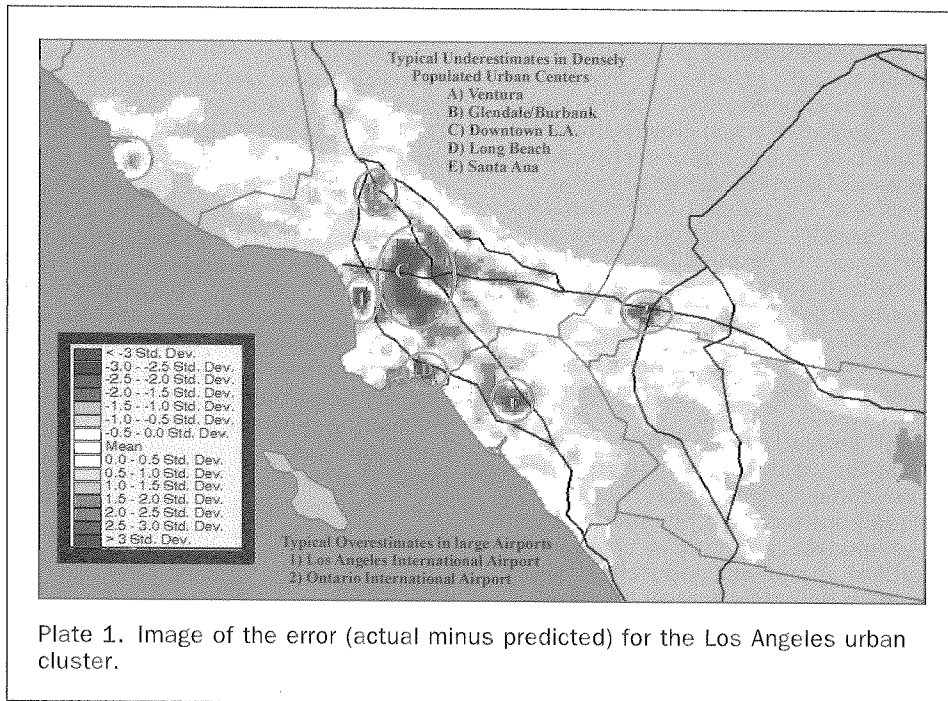 Typical Underestimates in Densely
Populated Urban Centers
A) Ventura
B) Glendale/Burbank
C) Downtown L.A.
D) Long Beach
E) Santa Ana
C
1
D
E
< -3 Std. Dev.
-3.0 - -2.5 Std. Dev.
-2.5 - -2.0 Std. Dev.
-2.0 - -1.5 Std. Dev.
-1.5 - -1.0 Std. Dev.
-1.0 - -0.5 Std. Dev.
-0.5 - 0.0 Std. Dev.
Mean
0.0 - 0.5 Std. Dev.
0.5 - 1.0 Std. Dev.
1.0 - 1.5 Std. Dev.
1.5 - 2.0 Std. Dev.
2.0 - 2.5 Std. Dev.
2.5 - 3.0 Std. Dev.
> 3 Std. Dev.
Typical Overestimates in large Airports
1) Los Angeles International Airport
2) Ontario International Airport
Plate 1. Image of the error (actual minus predicted) for the Los Angeles urban
cluster.